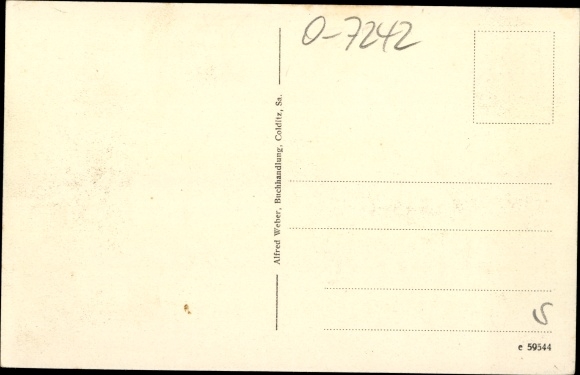 O-7242
Alfred Weber, Buchhandlung, Colditz, Sa.
e 59544